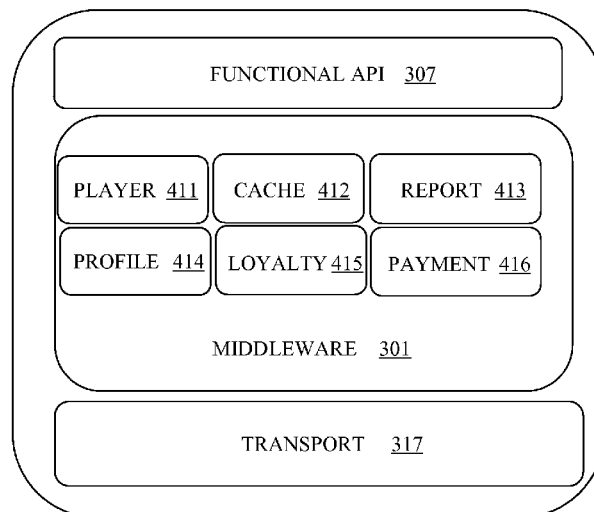 FUNCTIONAL API 307
PLAYER 411 CACHE 412 REPORT 413
PROFILE 414 LOYALTY 415 PAYMENT 416
MIDDLEWARE 301
TRANSPORT 317